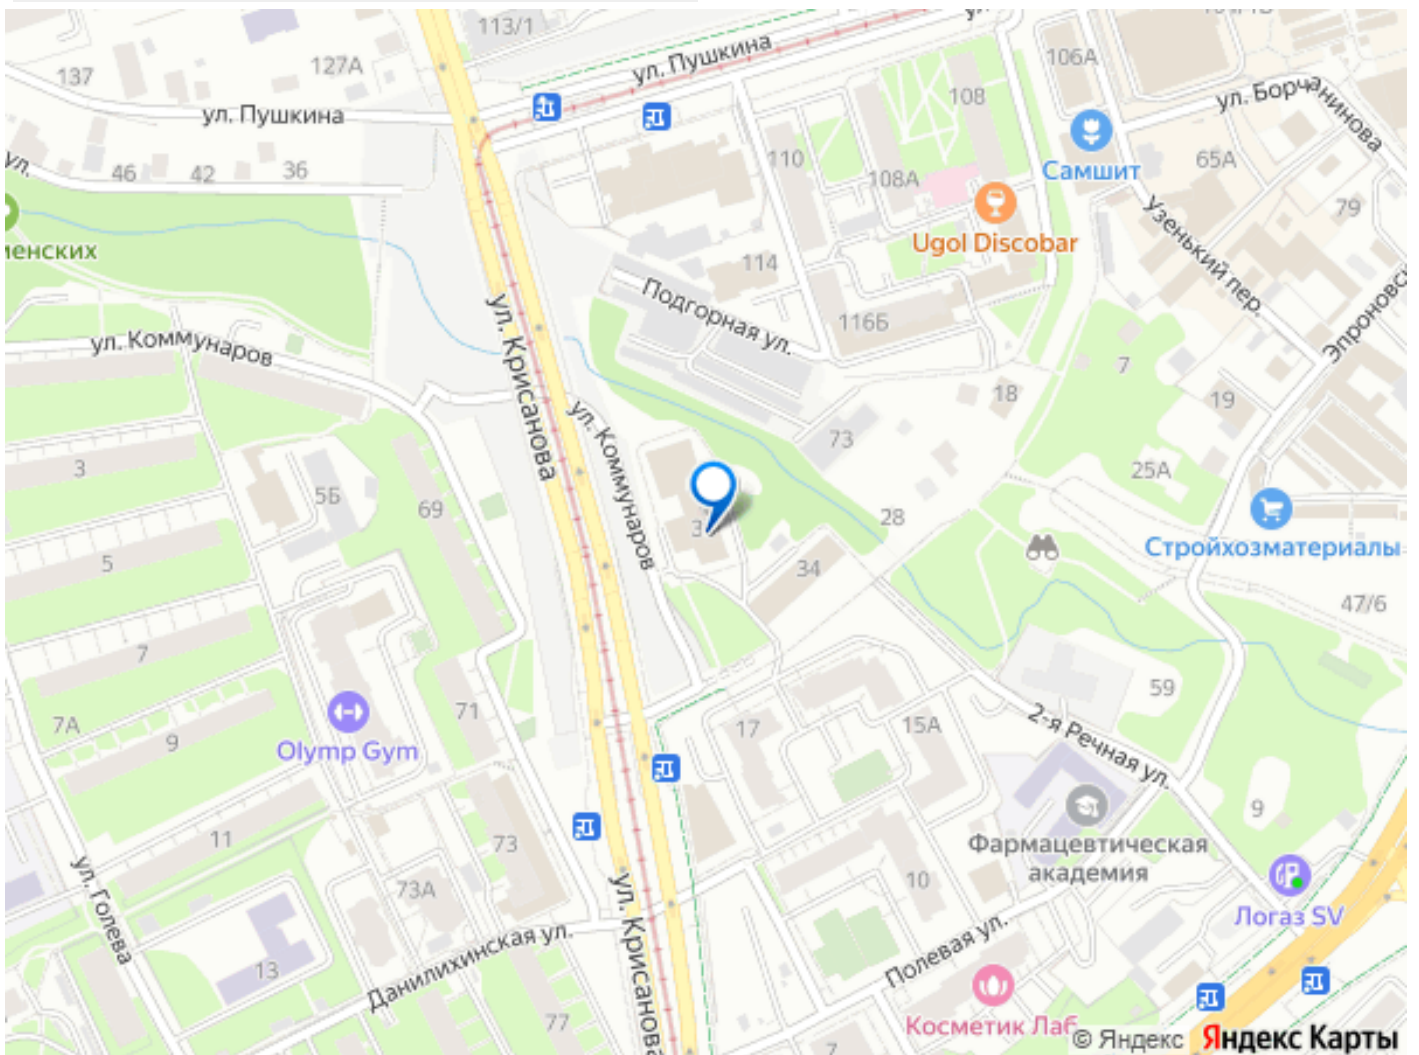 113/1
ул. Пушкина
137
127А
106А
108
ул. Борчанинова
ул. Пушкина
ул.
46
42
36
110
108А
Самшит
65А
79
Ugol Discobar
Узенький пер.
менских
114
Подгорная ул.
116Б
ул. Крисанова
ул. Коммунаров
7
18
19
ул. Коммунаров
73
3
5Б
69
25А
28
Стройхозматериалы
5
34
47/6
7
59
7А
9
71
17
15А
2-я Речная ул.
Olymp Gym
9
11
73
Фармацевтическая
академия
10
73А
ул. Голева
ул. Крисанова
Логаз SV
Данилихинская ул.
Полевая ул.
13
77
7
Косметик Лаб
© Яндекс Яндекс Карты